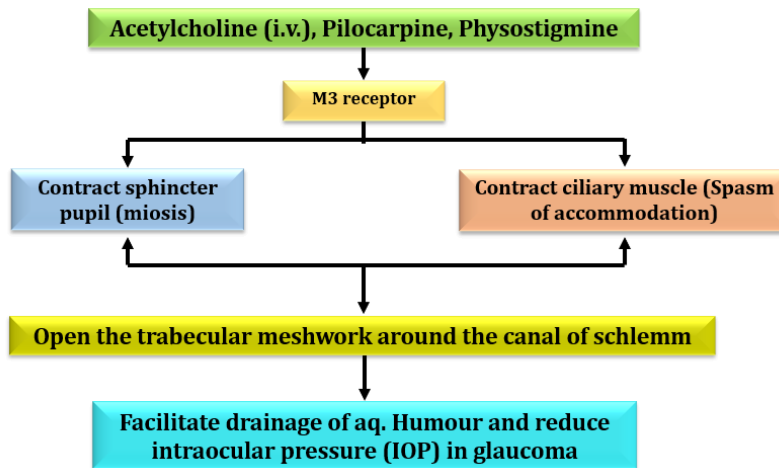 Acetylcholine (i.v.), Pilocarpine, Physostigmine
M3 receptor
Contract sphincter
pupil (miosis)
Contract ciliary muscle (Spasm
of accommodation)
Open the trabecular meshwork around the canal of schlemm
Facilitate drainage of aq. Humour and reduce
intraocular pressure (IOP) in glaucoma